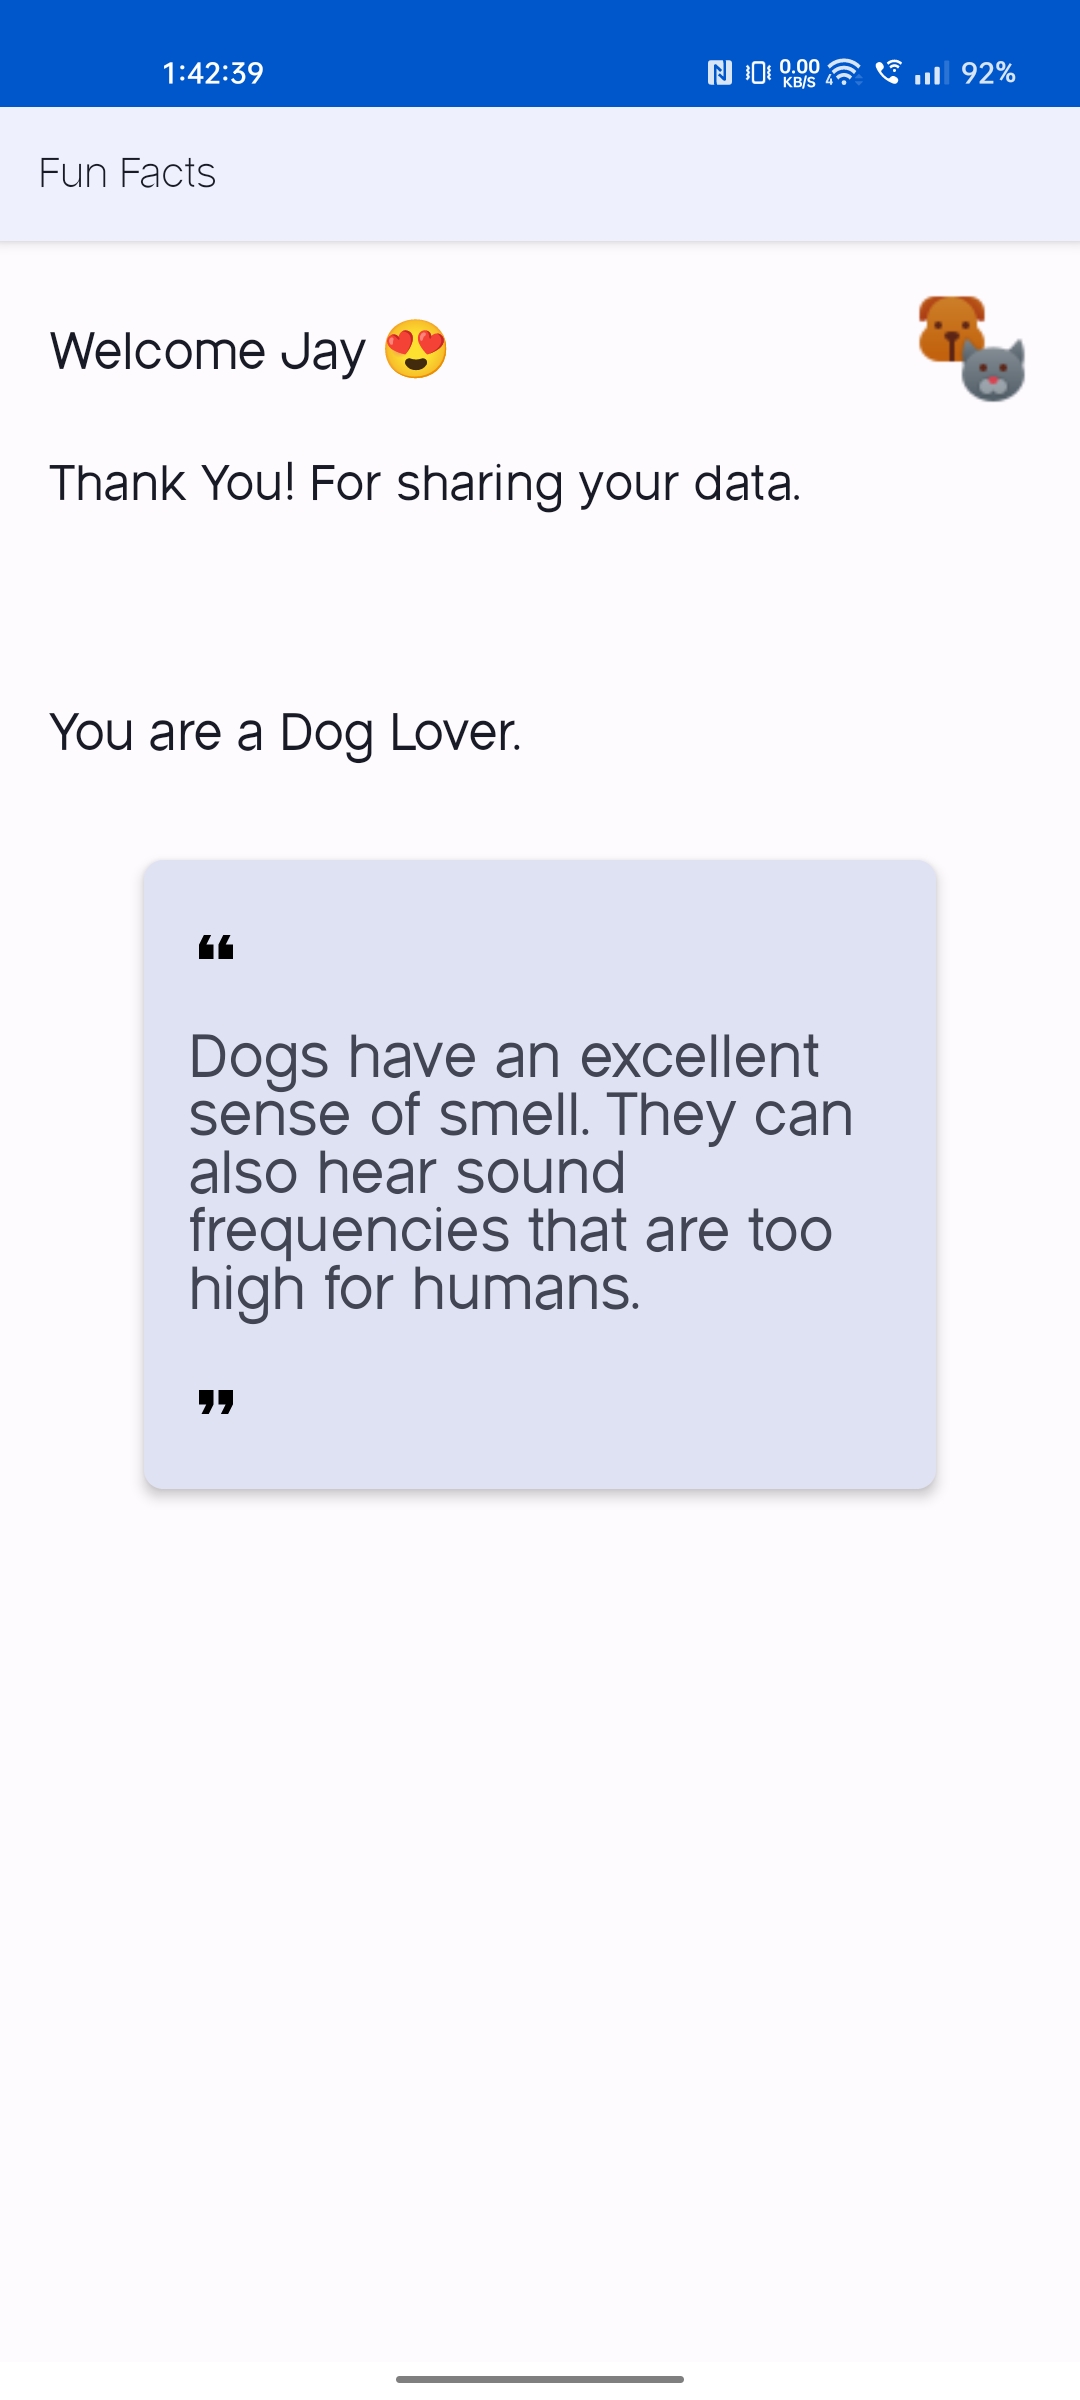 1:42:39 0.00 KB/S 4 92%
Fun Facts
Welcome Jay 😍
Thank You! For sharing your data.
You are a Dog Lover.
❝
Dogs have an excellent
sense of smell. They can
also hear sound
frequencies that are too
high for humans.
❞